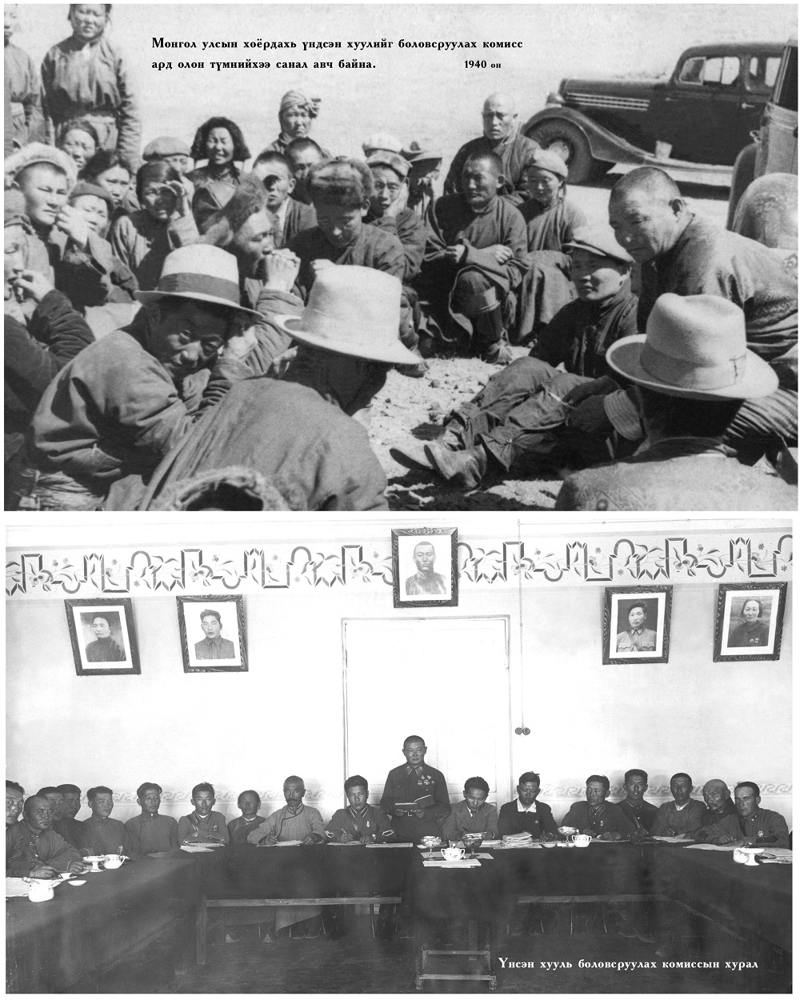 Монгол улсын хоёрдахь үндсэн хуулийг боловсруулах комисс
ард олон түмнийхээ санал авч байна. 1940 он
Үнсэн хууль боловсруулах комиссын хурал